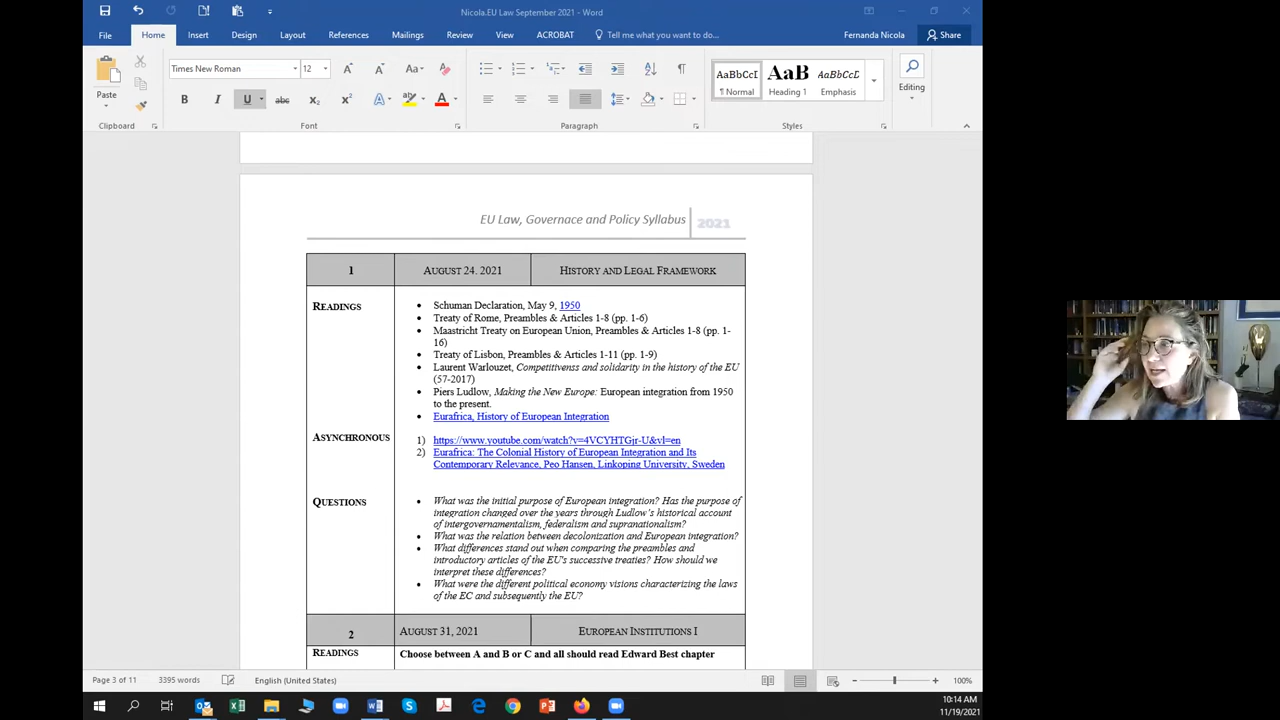 Nicola.EU Law September 2021 - Word
File Home Insert Design Layout References Mailings Review View ACROBAT Tell me what you want to do... Fernanda Nicola Share
Times New Roman 12
Paste
AaBbCcI AaB AaBbCcL
¶ Normal Heading 1 Emphasis
Editing
Clipboard Font Paragraph Styles
EU Law, Governace and Policy Syllabus 2021
1 AUGUST 24. 2021 HISTORY AND LEGAL FRAMEWORK
READINGS
• Schuman Declaration, May 9, 1950
• Treaty of Rome, Preambles & Articles 1-8 (pp. 1-6)
• Maastricht Treaty on European Union, Preambles & Articles 1-8 (pp. 1-
16)
• Treaty of Lisbon, Preambles & Articles 1-11 (pp. 1-9)
• Laurent Warlouzet, Competitivenss and solidarity in the history of the EU
(57-2017)
• Piers Ludlow, Making the New Europe: European integration from 1950
to the present.
• Eurafrica, History of European Integration
ASYNCHRONOUS
1) https://www.youtube.com/watch?v=4VCYHTGjr-U&vl=en
2) Eurafrica: The Colonial History of European Integration and Its
Contemporary Relevance, Peo Hansen, Linkoping University, Sweden
QUESTIONS
• What was the initial purpose of European integration? Has the purpose of
integration changed over the years through Ludlow's historical account
of intergovernamentalism, federalism and supranationalism?
• What was the relation between decolonization and European integration?
• What differences stand out when comparing the preambles and
introductory articles of the EU's successive treaties? How should we
interpret these differences?
• What were the different political economy visions characterizing the laws
of the EC and subsequently the EU?
2 AUGUST 31, 2021 EUROPEAN INSTITUTIONS I
READINGS Choose between A and B or C and all should read Edward Best chapter
Page 3 of 11 3395 words English (United States) 100%
10:14 AM
11/19/2021